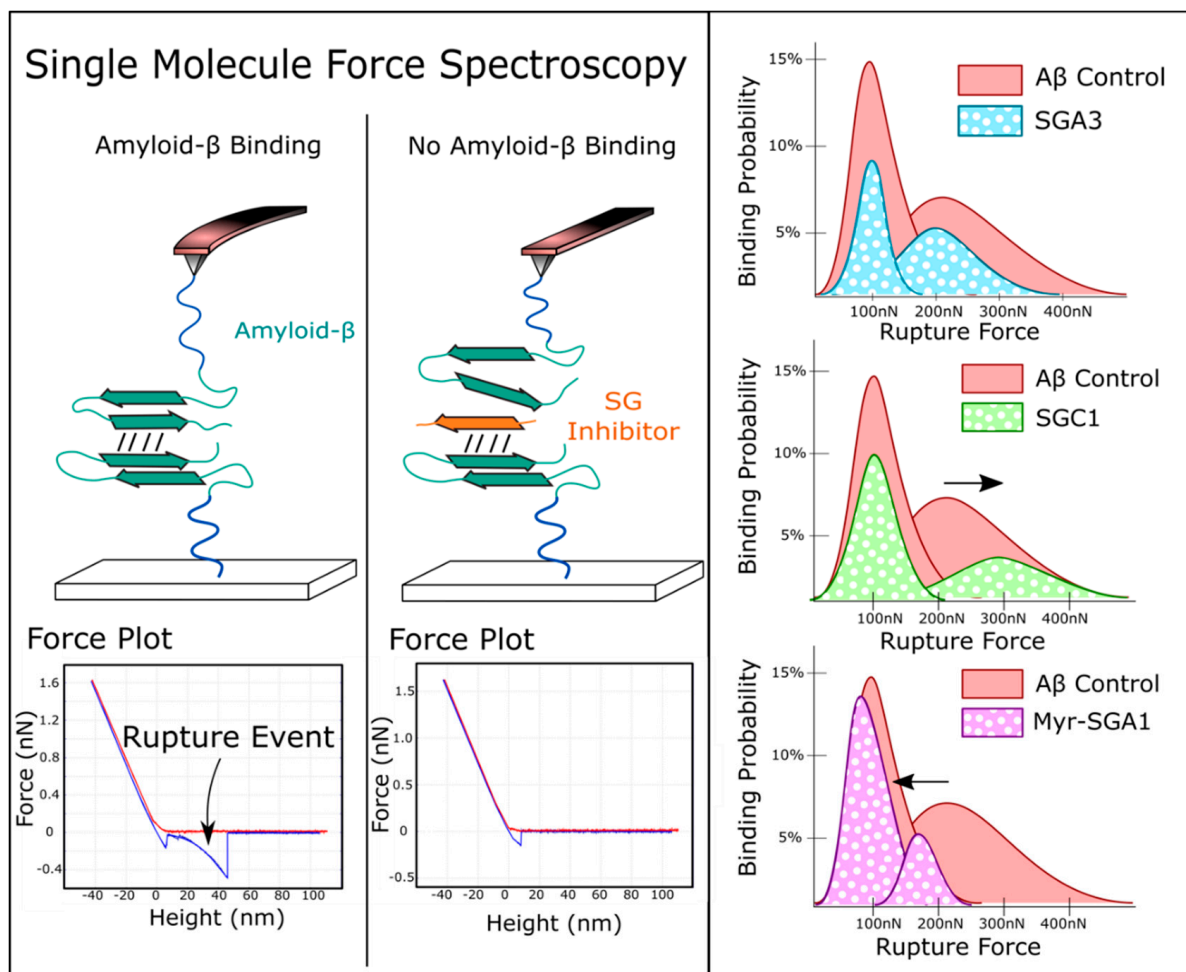 Single Molecule Force Spectroscopy
Amyloid-β Binding
No Amyloid-β Binding
Amyloid-β
SG
Inhibitor
Force Plot
Force (nN)
1.6
1.2
0.8
0.4
0
-0.4
Rupture Event
-40
-20
0
20
40
60
80
100
Height (nm)
Force Plot
Force (nN)
1.5
1.0
0.5
0
-0.5
-40
-20
0
20
40
60
80
100
Height (nm)
Binding Probability
15%
10%
5%
Aβ Control
SGA3
100nN
200nN
300nN
400nN
Rupture Force
Binding Probability
15%
10%
5%
Aβ Control
SGC1
100nN
200nN
300nN
400nN
Rupture Force
Binding Probability
15%
10%
5%
Aβ Control
Myr-SGA1
100nN
200nN
300nN
400nN
Rupture Force